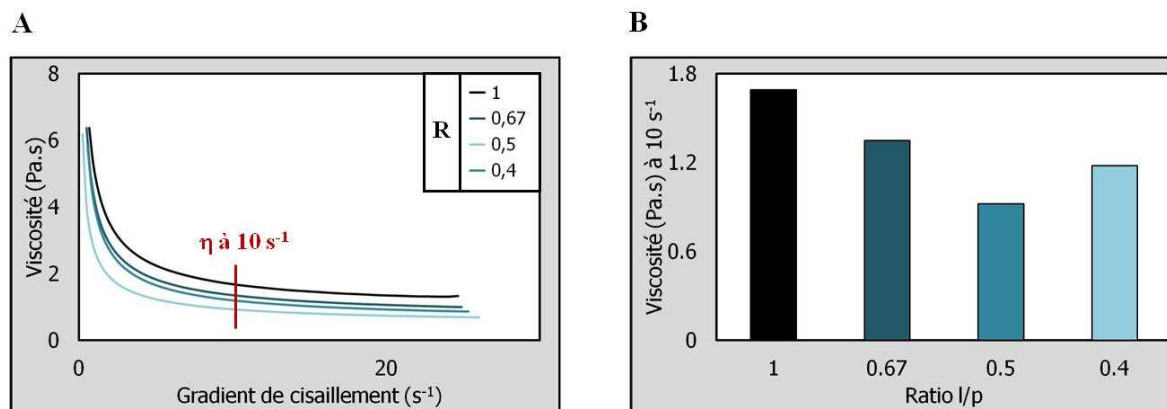 A
Viscosité (Pa.s)
8
6
4
2
0
0
20
Gradient de cisaillement (s⁻¹)
η à 10 s⁻¹
R
1
0,67
0,5
0,4
B
Viscosité (Pa.s) à 10 s⁻¹
1.8
1.2
0.6
0
1
0.67
0.5
0.4
Ratio l/p